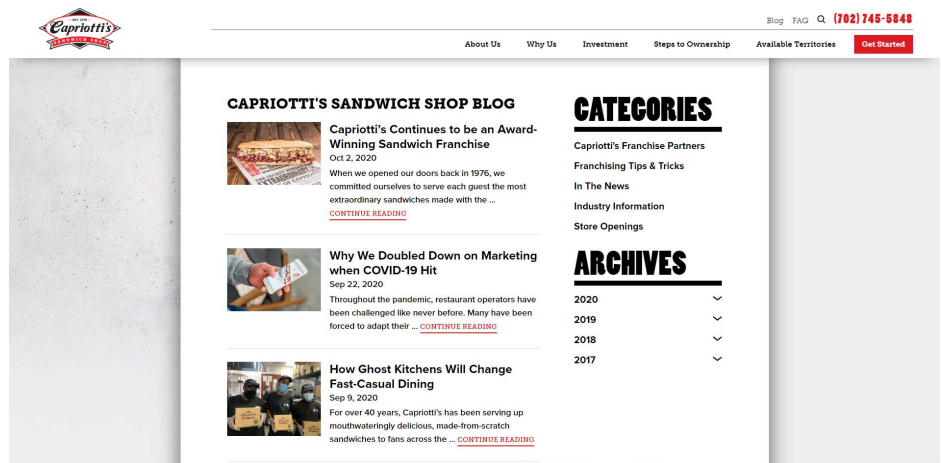 EST. 1976
Capriotti's
SANDWICH SHOP
Blog FAQ (702) 745-5848
About Us Why Us Investment Steps to Ownership Available Territories Get Started
CAPRIOTTI'S SANDWICH SHOP BLOG
Capriotti's Continues to be an Award-
Winning Sandwich Franchise
Oct 2, 2020
When we opened our doors back in 1976, we
committed ourselves to serve each guest the most
extraordinary sandwiches made with the ...
CONTINUE READING
Why We Doubled Down on Marketing
when COVID-19 Hit
Sep 22, 2020
Throughout the pandemic, restaurant operators have
been challenged like never before. Many have been
forced to adapt their ... CONTINUE READING
How Ghost Kitchens Will Change
Fast-Casual Dining
Sep 9, 2020
For over 40 years, Capriotti's has been serving up
mouthwateringly delicious, made-from-scratch
sandwiches to fans across the ... CONTINUE READING
CATEGORIES
Capriotti's Franchise Partners
Franchising Tips & Tricks
In The News
Industry Information
Store Openings
ARCHIVES
2020
2019
2018
2017